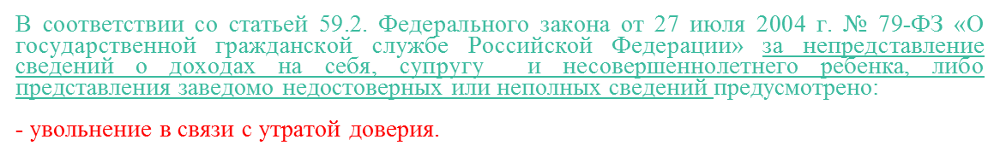 В соответствии со статьей 59.2. Федерального закона от 27 июля 2004 г. № 79-ФЗ «О
государственной гражданской службе Российской Федерации» за непредставление
сведений о доходах на себя, супругу и несовершеннолетнего ребенка, либо
представления заведомо недостоверных или неполных сведений предусмотрено:
- увольнение в связи с утратой доверия.